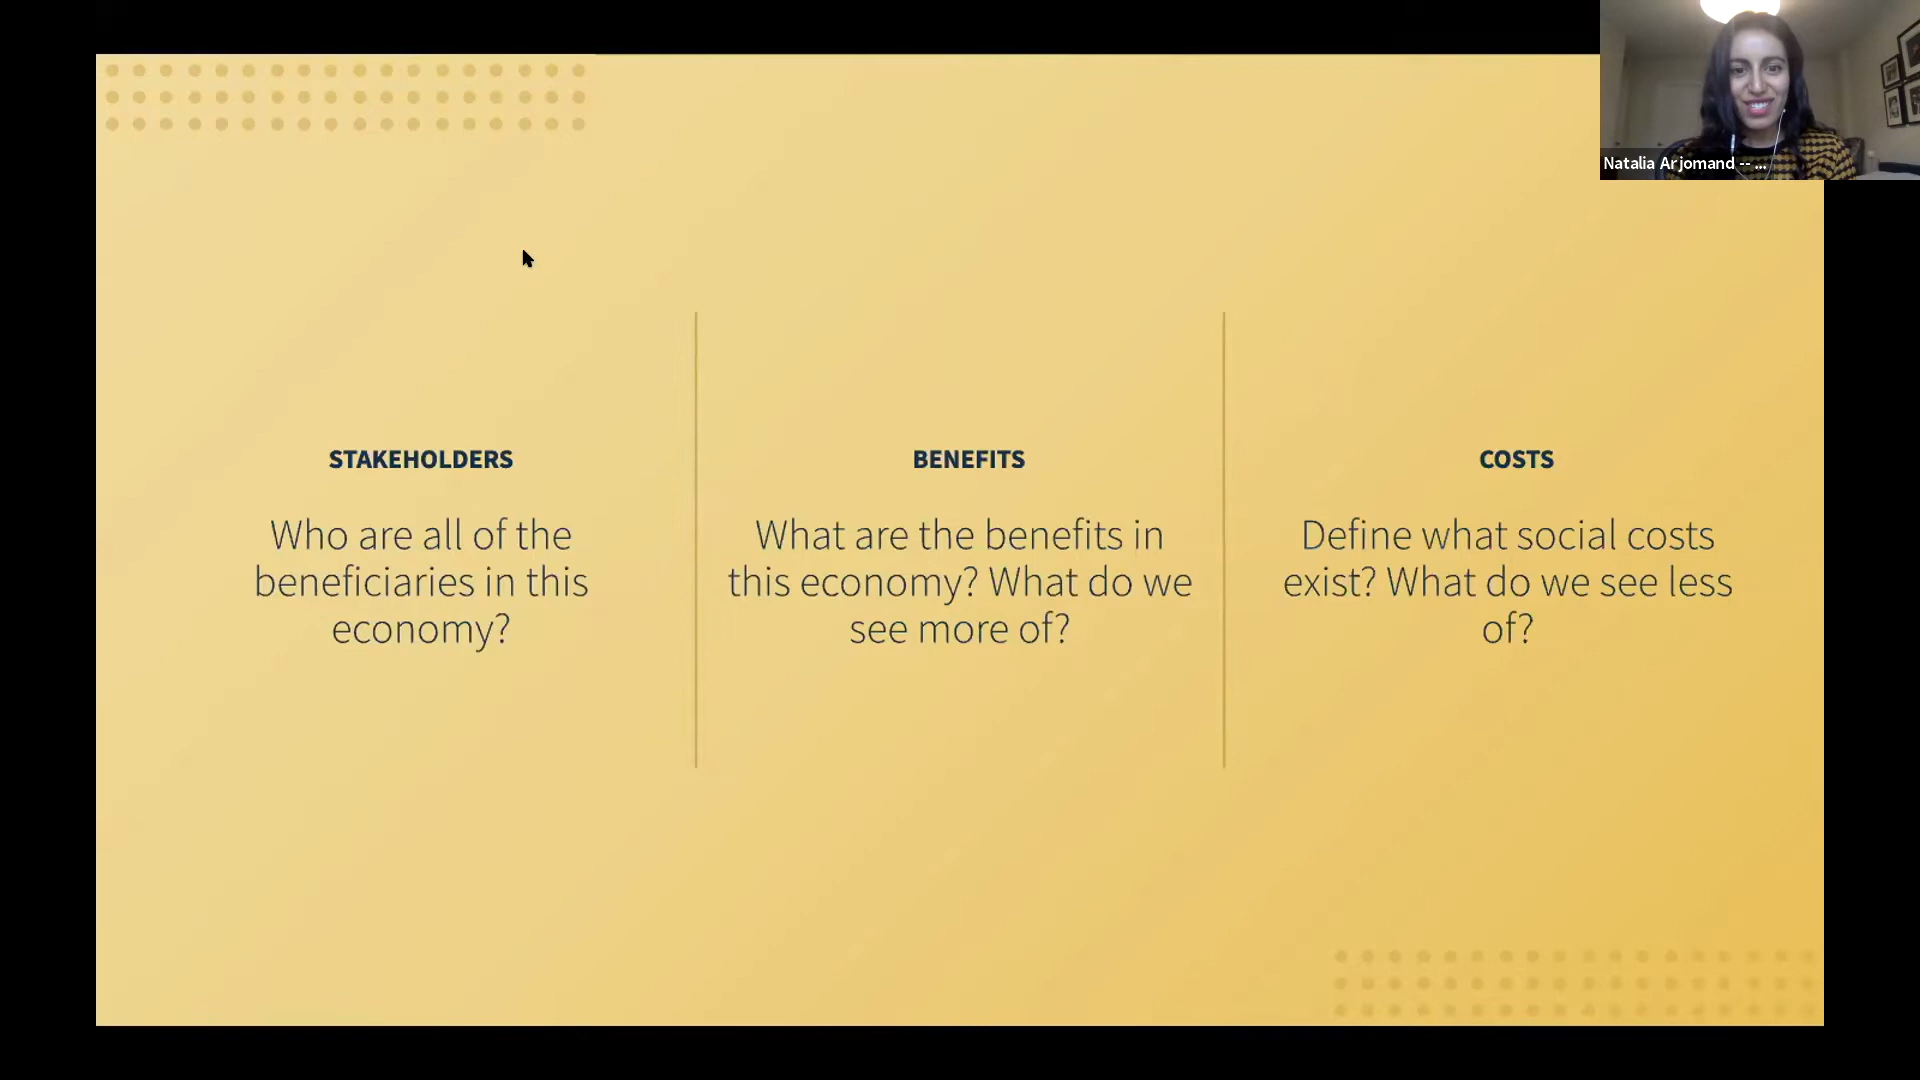 Natalia Arjomand -- ...
STAKEHOLDERS
Who are all of the
beneficiaries in this
economy?
BENEFITS
What are the benefits in
this economy? What do we
see more of?
COSTS
Define what social costs
exist? What do we see less
of?